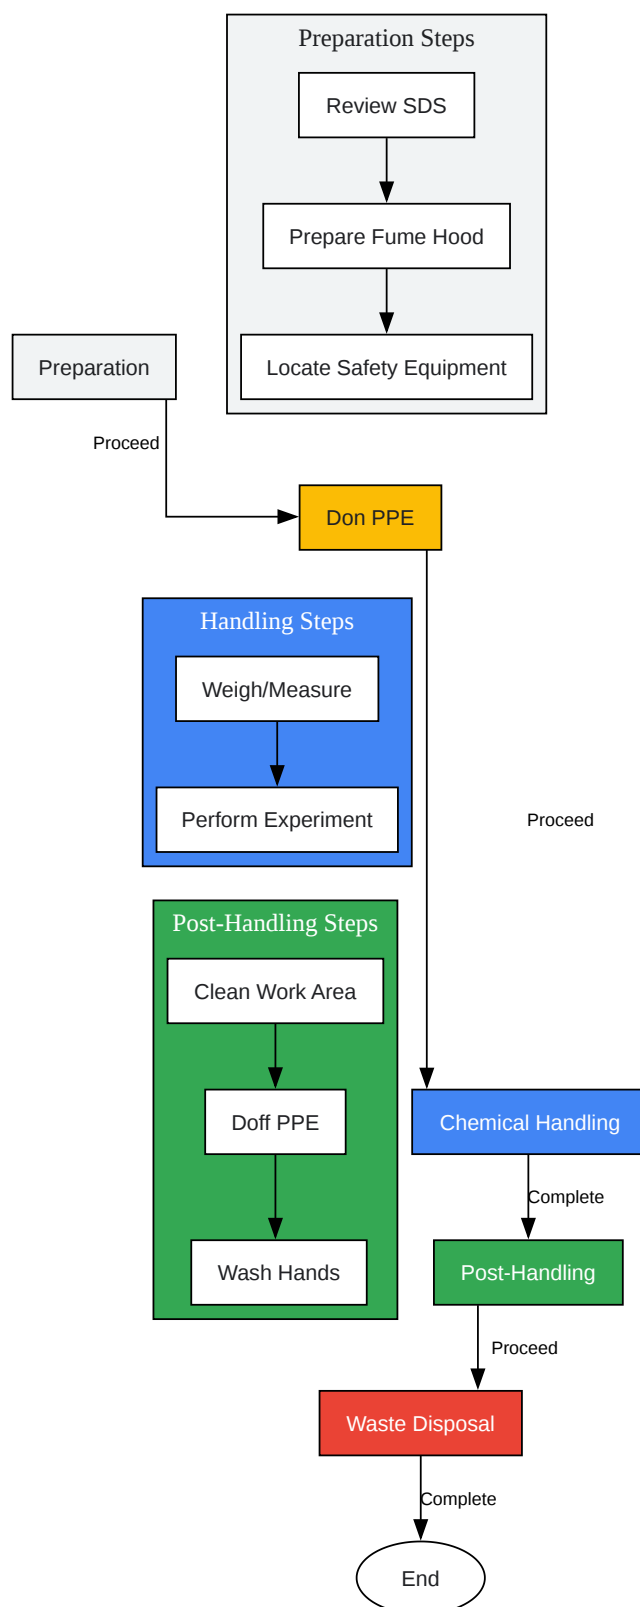 Preparation Steps
Review SDS
Prepare Fume Hood
Locate Safety Equipment
Preparation
Proceed
Don PPE
Handling Steps
Weigh/Measure
Perform Experiment
Proceed
Post-Handling Steps
Clean Work Area
Doff PPE
Wash Hands
Chemical Handling
Complete
Post-Handling
Proceed
Waste Disposal
Complete
End